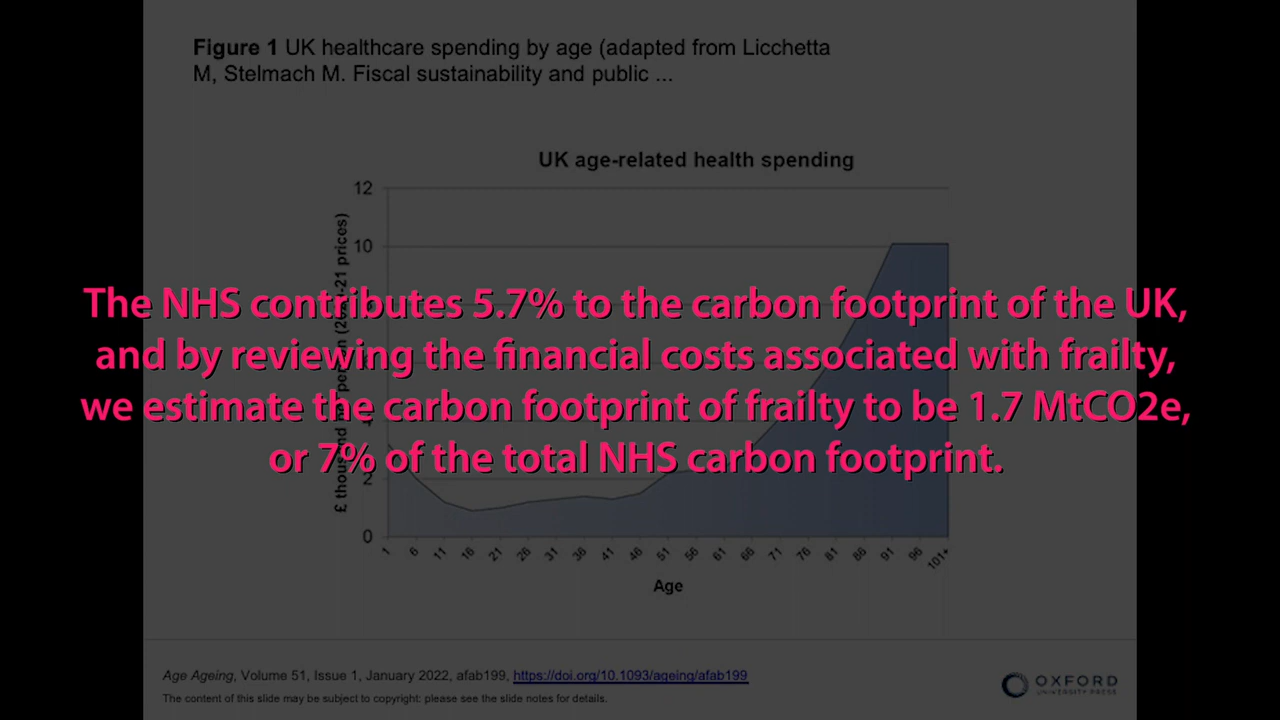 Figure 1 UK healthcare spending by age (adapted from Licchetta
M, Stelmach M. Fiscal sustainability and public ...
UK age-related health spending
The NHS contributes 5.7% to the carbon footprint of the UK,
and by reviewing the financial costs associated with frailty,
we estimate the carbon footprint of frailty to be 1.7 MtCO2e,
or 7% of the total NHS carbon footprint.
12
10
2
0
1 6 11 16 21 26 31 36 41 46 51 56 61 66 71 76 81 86 91 96 101+
Age
Age Ageing, Volume 51, Issue 1, January 2022, afab199, https://doi.org/10.1093/ageing/afab199
The content of this slide may be subject to copyright: please see the slide notes for details.
OXFORD
UNIVERSITY PRESS